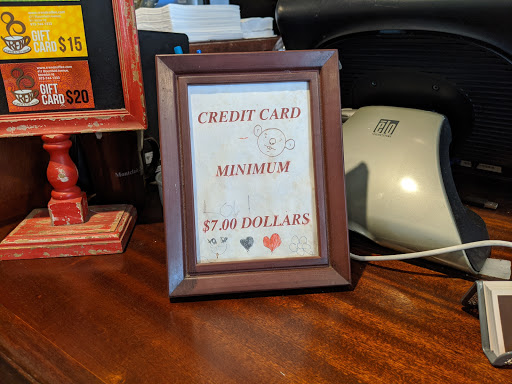 GIFT
CARD $15
GIFT
CARD $20
CREDIT CARD
MINIMUM
$7.00 DOLLARS